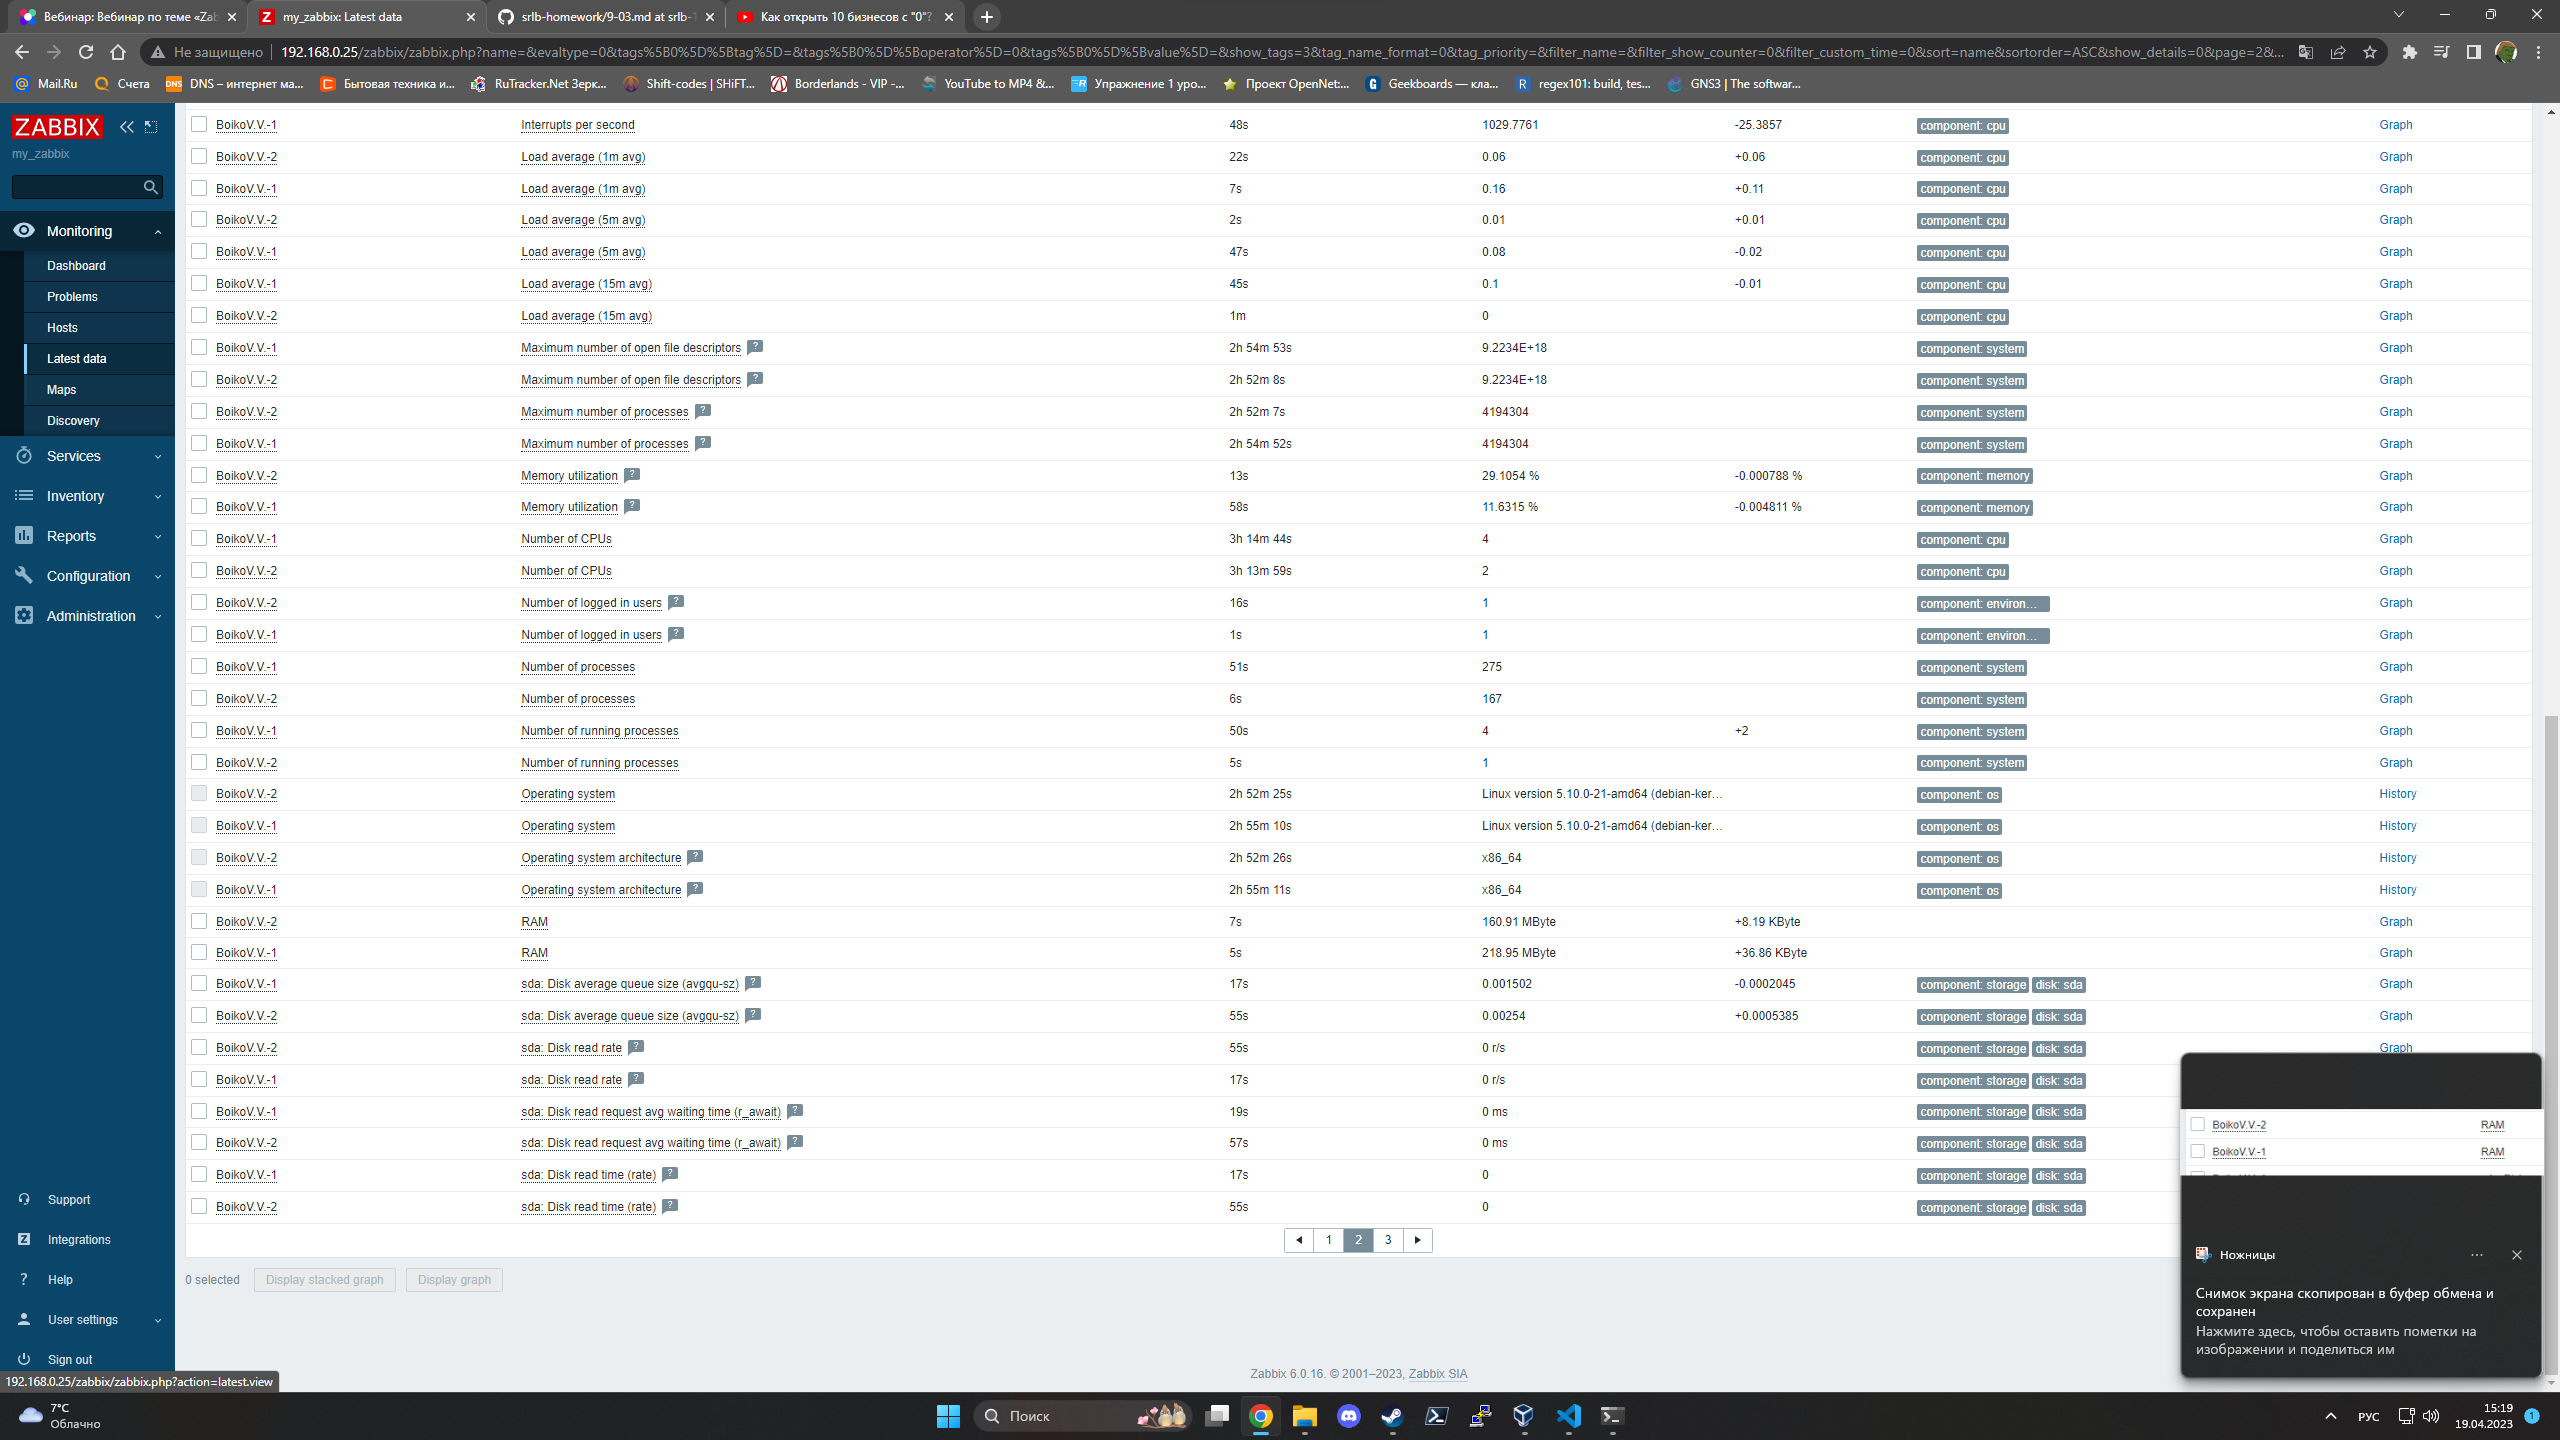 Вебинар: Вебинар по теме «Zab
my_zabbix: Latest data
srlb-homework/9-03.md at srlb-1
Как открыть 10 бизнесов с "0"?
Не защищено
192.168.0.25/zabbix/zabbix.php?name=&evaltype=0&tags%5B0%5D%5Btag%5D=&tags%5B0%5D%5Boperator%5D=0&tags%5B0%5D%5Bvalue%5D=&show_tags=3&tag_name_format=0&tag_priority=&filter_name=&filter_show_counter=0&filter_custom_time=0&sort=name&sortorder=ASC&show_details=0&page=2&...
Mail.Ru
Счета
DNS – интернет ма...
Бытовая техника и...
RuTracker.Net Зерк...
Shift-codes | SHiFT...
Borderlands - VIP -...
YouTube to MP4 &...
Упражнение 1 уро...
Проект OpenNet:...
Geekboards — кла...
regex101: build, tes...
GNS3 | The softwar...
ZABBIX
my_zabbix
Monitoring
Dashboard
Problems
Hosts
Latest data
Maps
Discovery
Services
Inventory
Reports
Configuration
Administration
Support
Integrations
Help
User settings
Sign out
BoikoV.V.-1 Interrupts per second 48s 1029.7761 -25.3857 component: cpu Graph
BoikoV.V.-2 Load average (1m avg) 22s 0.06 +0.06 component: cpu Graph
BoikoV.V.-1 Load average (1m avg) 7s 0.16 +0.11 component: cpu Graph
BoikoV.V.-2 Load average (5m avg) 2s 0.01 +0.01 component: cpu Graph
BoikoV.V.-1 Load average (5m avg) 47s 0.08 -0.02 component: cpu Graph
BoikoV.V.-1 Load average (15m avg) 45s 0.1 -0.01 component: cpu Graph
BoikoV.V.-2 Load average (15m avg) 1m 0 component: cpu Graph
BoikoV.V.-1 Maximum number of open file descriptors ? 2h 54m 53s 9.2234E+18 component: system Graph
BoikoV.V.-2 Maximum number of open file descriptors ? 2h 52m 8s 9.2234E+18 component: system Graph
BoikoV.V.-2 Maximum number of processes ? 2h 52m 7s 4194304 component: system Graph
BoikoV.V.-1 Maximum number of processes ? 2h 54m 52s 4194304 component: system Graph
BoikoV.V.-2 Memory utilization ? 13s 29.1054 % -0.000788 % component: memory Graph
BoikoV.V.-1 Memory utilization ? 58s 11.6315 % -0.004811 % component: memory Graph
BoikoV.V.-1 Number of CPUs 3h 14m 44s 4 component: cpu Graph
BoikoV.V.-2 Number of CPUs 3h 13m 59s 2 component: cpu Graph
BoikoV.V.-2 Number of logged in users ? 16s 1 component: environ... Graph
BoikoV.V.-1 Number of logged in users ? 1s 1 component: environ... Graph
BoikoV.V.-1 Number of processes 51s 275 component: system Graph
BoikoV.V.-2 Number of processes 6s 167 component: system Graph
BoikoV.V.-1 Number of running processes 50s 4 +2 component: system Graph
BoikoV.V.-2 Number of running processes 5s 1 component: system Graph
BoikoV.V.-2 Operating system 2h 52m 25s Linux version 5.10.0-21-amd64 (debian-ker... component: os History
BoikoV.V.-1 Operating system 2h 55m 10s Linux version 5.10.0-21-amd64 (debian-ker... component: os History
BoikoV.V.-2 Operating system architecture ? 2h 52m 26s x86_64 component: os History
BoikoV.V.-1 Operating system architecture ? 2h 55m 11s x86_64 component: os History
BoikoV.V.-2 RAM 7s 160.91 MByte +8.19 KByte Graph
BoikoV.V.-1 RAM 5s 218.95 MByte +36.86 KByte Graph
BoikoV.V.-1 sda: Disk average queue size (avgqu-sz) ? 17s 0.001502 -0.0002045 component: storage disk: sda Graph
BoikoV.V.-2 sda: Disk average queue size (avgqu-sz) ? 55s 0.00254 +0.0005385 component: storage disk: sda Graph
BoikoV.V.-2 sda: Disk read rate ? 55s 0 r/s component: storage disk: sda Graph
BoikoV.V.-1 sda: Disk read rate ? 17s 0 r/s component: storage disk: sda
BoikoV.V.-1 sda: Disk read request avg waiting time (r_await) ? 19s 0 ms component: storage disk: sda
BoikoV.V.-2 sda: Disk read request avg waiting time (r_await) ? 57s 0 ms component: storage disk: sda
BoikoV.V.-1 sda: Disk read time (rate) ? 17s 0 component: storage disk: sda
BoikoV.V.-2 sda: Disk read time (rate) ? 55s 0 component: storage disk: sda
1 2 3
0 selected Display stacked graph Display graph
Zabbix 6.0.16. © 2001–2023, Zabbix SIA
BoikoV.V.-2 RAM
BoikoV.V.-1 RAM
Ножницы
Снимок экрана скопирован в буфер обмена и
сохранен
Нажмите здесь, чтобы оставить пометки на
изображении и поделиться им
192.168.0.25/zabbix/zabbix.php?action=latest.view
7°C
Облачно
Поиск
РУС
15:19
19.04.2023
1